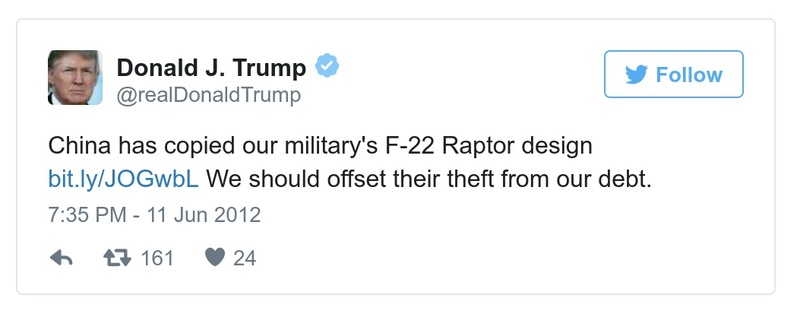 Donald J. Trump
@realDonaldTrump
Follow
China has copied our military's F-22 Raptor design
bit.ly/JOGwbL We should offset their theft from our debt.
7:35 PM - 11 Jun 2012
161 24